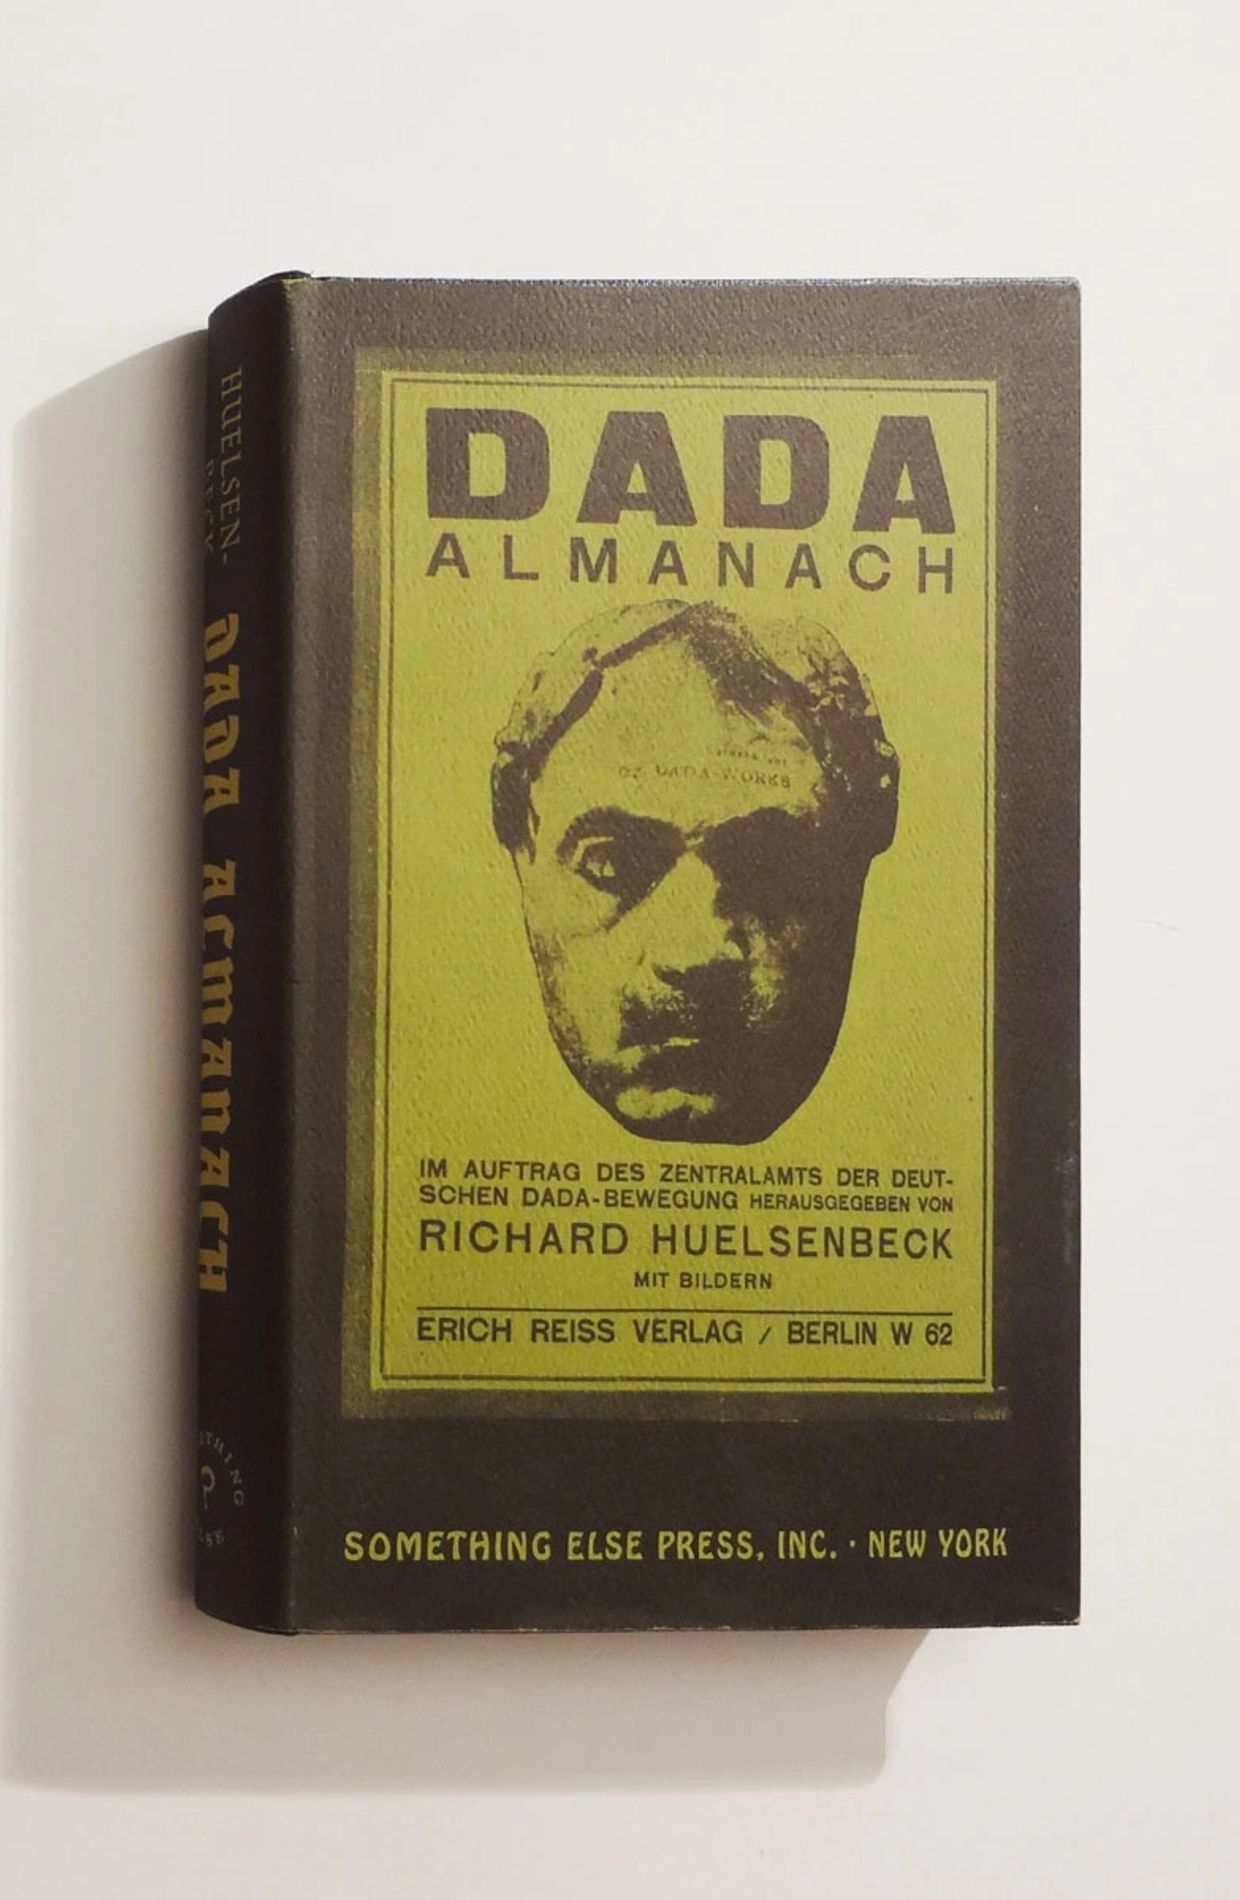 HUELSEN-
BECK
DADA ALMANACH
DADA
ALMANACH
DADA-WORKS
IM AUFTRAG DES ZENTRALAMTS DER DEUT-
SCHEN DADA-BEWEGUNG HERAUSGEGEBEN VON
RICHARD HUELSENBECK
MIT BILDERN
ERICH REISS VERLAG / BERLIN W 62
SOMETHING ELSE PRESS, INC. · NEW YORK